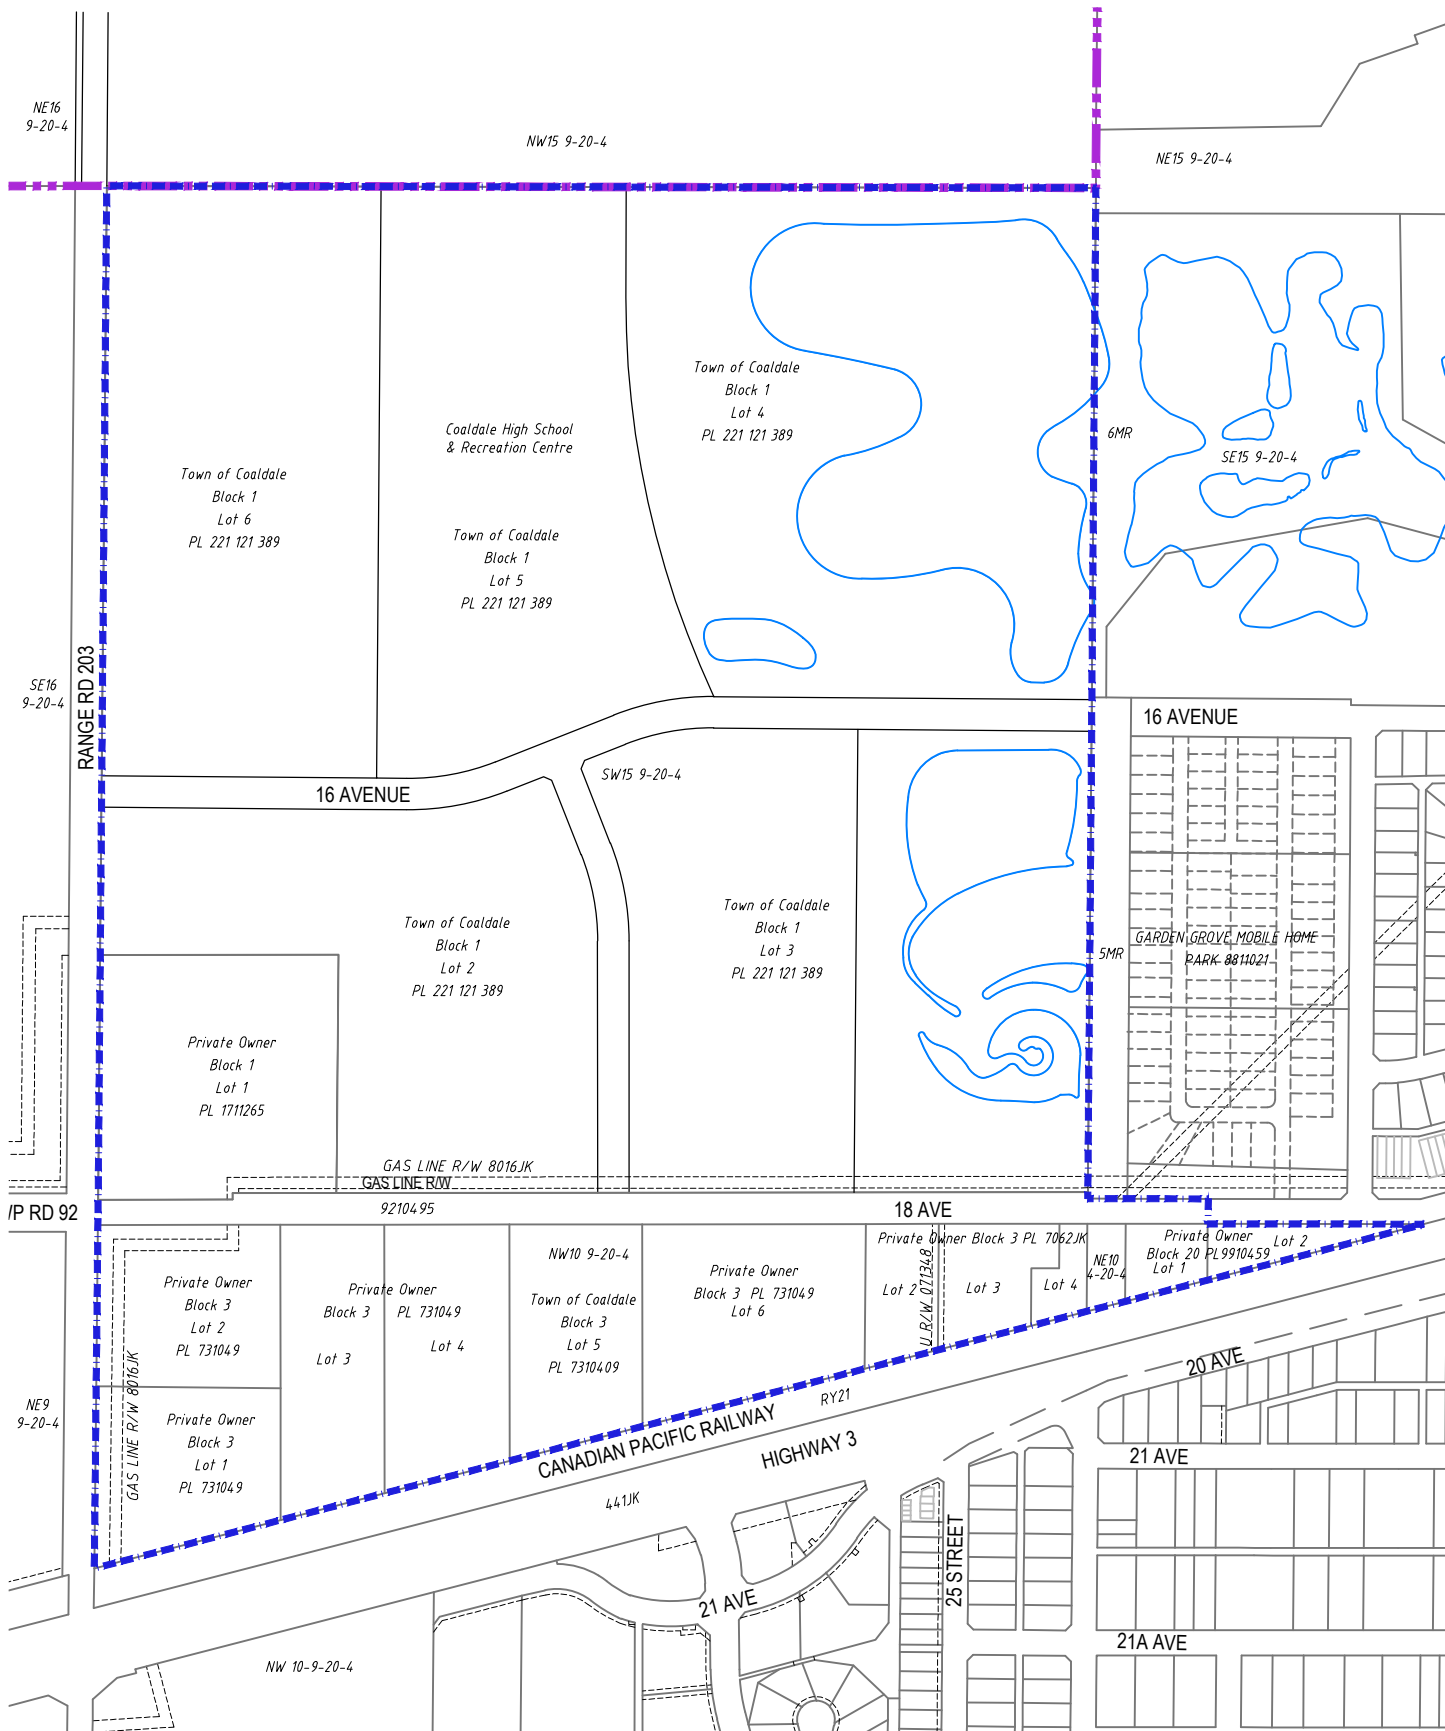 NE16
9-20-4
NW15 9-20-4
NE15 9-20-4
Town of Coaldale
Block 1
Lot 4
PL 221 121 389
6MR
SE15 9-20-4
Coaldale High School
& Recreation Centre
Town of Coaldale
Block 1
Lot 6
PL 221 121 389
Town of Coaldale
Block 1
Lot 5
PL 221 121 389
SE16
9-20-4
RANGE RD 203
16 AVENUE
SW15 9-20-4
16 AVENUE
Town of Coaldale
Block 1
Lot 2
PL 221 121 389
Town of Coaldale
Block 1
Lot 3
PL 221 121 389
5MR
GARDEN GROVE MOBILE HOME
PARK 8811021
Private Owner
Block 1
Lot 1
PL 1711265
GAS LINE R/W 8016JK
GAS LINE R/W
9210495
/P RD 92
18 AVE
Private Owner
Block 3
Lot 2
PL 731049
Private Owner
Block 3 PL 731049
Lot 3
Lot 4
NW10 9-20-4
Town of Coaldale
Block 3
Lot 5
PL 7310409
Private Owner
Block 3 PL 731049
Lot 6
Private Owner Block 3 PL 7062JK
Lot 2
U R/W 0711348
Lot 3
Lot 4
NE10
4-20-4
Private Owner
Block 20 PL9910459
Lot 1
Lot 2
GAS LINE R/W 8016JK
Private Owner
Block 3
Lot 1
PL 731049
NE9
9-20-4
CANADIAN PACIFIC RAILWAY
RY21
HIGHWAY 3
441JK
20 AVE
21 AVE
25 STREET
21 AVE
21A AVE
NW 10-9-20-4